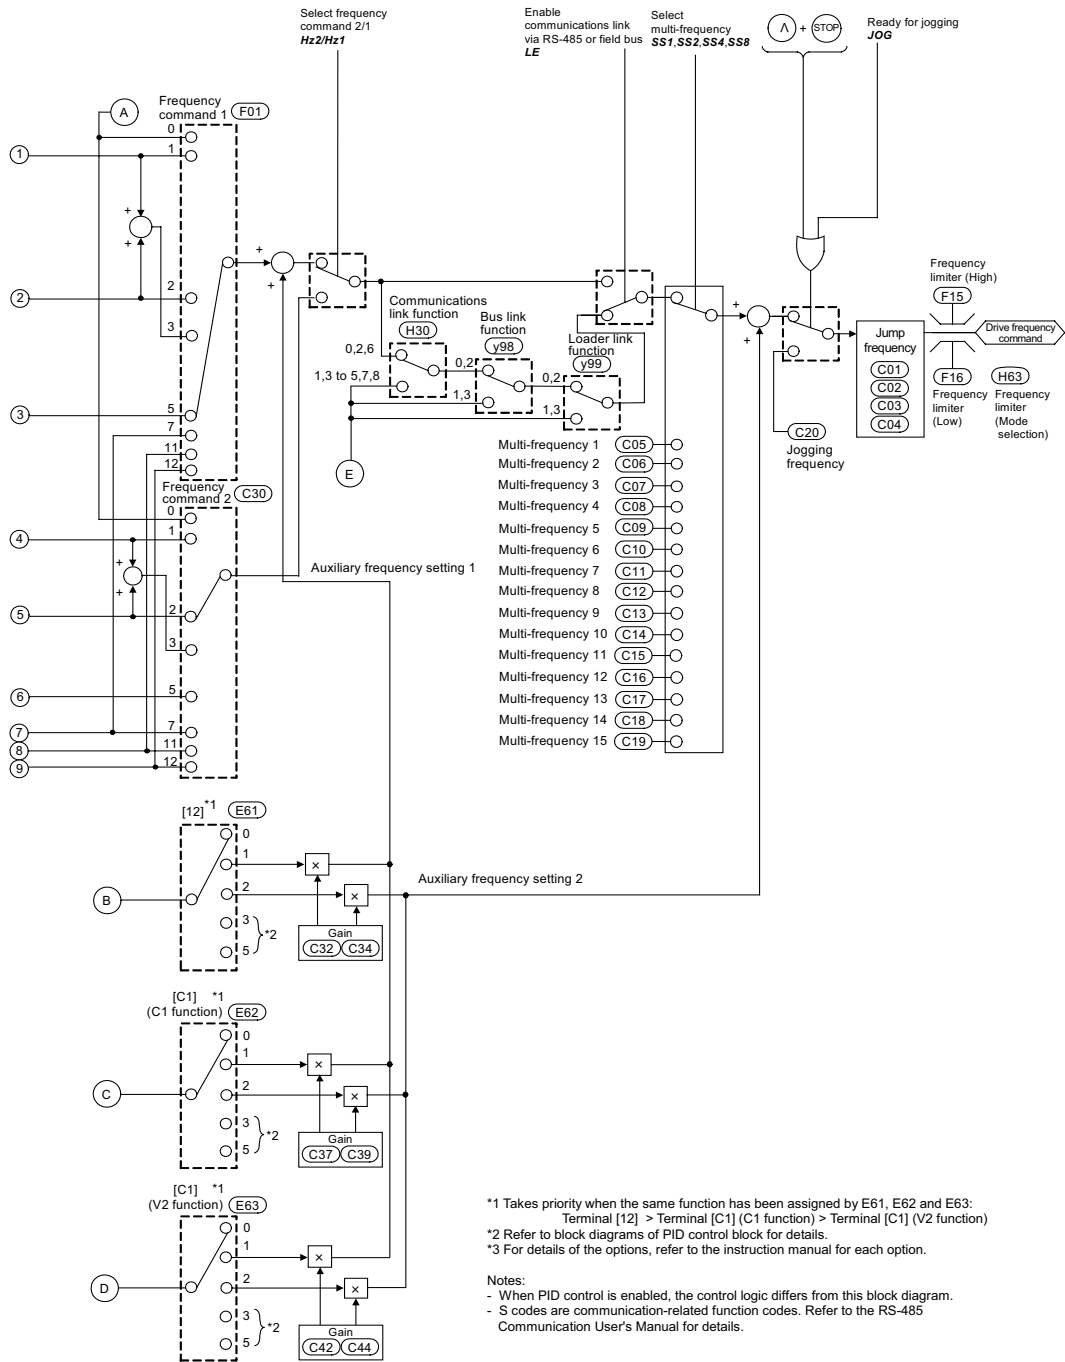 Select frequency
command 2/1
Hz2/Hz1
Enable
communications link
via RS-485 or field bus
LE
Select
multi-frequency
SS1,SS2,SS4,SS8
Λ + STOP
Ready for jogging
JOG
A
Frequency
command 1 F01
0
1
1
+
+
2
2
3
3
5
7
11
12
+
+
Communications
link function
H30
0,2,6
1,3 to 5,7,8
Bus link
function
y98
0,2
1,3
Loader link
function
y99
0,2
1,3
E
+
+
Jump
frequency
C01
C02
C03
C04
C20
Jogging
frequency
Frequency
limiter (High)
F15
F16
Frequency
limiter
(Low)
Drive frequency
command
H63
Frequency
limiter
(Mode
selection)
Multi-frequency 1 C05
Multi-frequency 2 C06
Multi-frequency 3 C07
Multi-frequency 4 C08
Multi-frequency 5 C09
Multi-frequency 6 C10
Multi-frequency 7 C11
Multi-frequency 8 C12
Multi-frequency 9 C13
Multi-frequency 10 C14
Multi-frequency 11 C15
Multi-frequency 12 C16
Multi-frequency 13 C17
Multi-frequency 14 C18
Multi-frequency 15 C19
Frequency
command 2 C30
0
4
1
+
+
5
2
3
6
5
7
7
8
11
9
12
Auxiliary frequency setting 1
[12] *1 E61
0
1
×
2
×
B
3
5
*2
Gain
C32 C34
Auxiliary frequency setting 2
[C1] *1
(C1 function) E62
0
1
×
2
×
C
3
5
*2
Gain
C37 C39
[C1] *1
(V2 function) E63
0
1
×
2
×
D
3
5
*2
Gain
C42 C44
*1 Takes priority when the same function has been assigned by E61, E62 and E63:
Terminal [12] > Terminal [C1] (C1 function) > Terminal [C1] (V2 function)
*2 Refer to block diagrams of PID control block for details.
*3 For details of the options, refer to the instruction manual for each option.
Notes:
- When PID control is enabled, the control logic differs from this block diagram.
- S codes are communication-related function codes. Refer to the RS-485
Communication User's Manual for details.